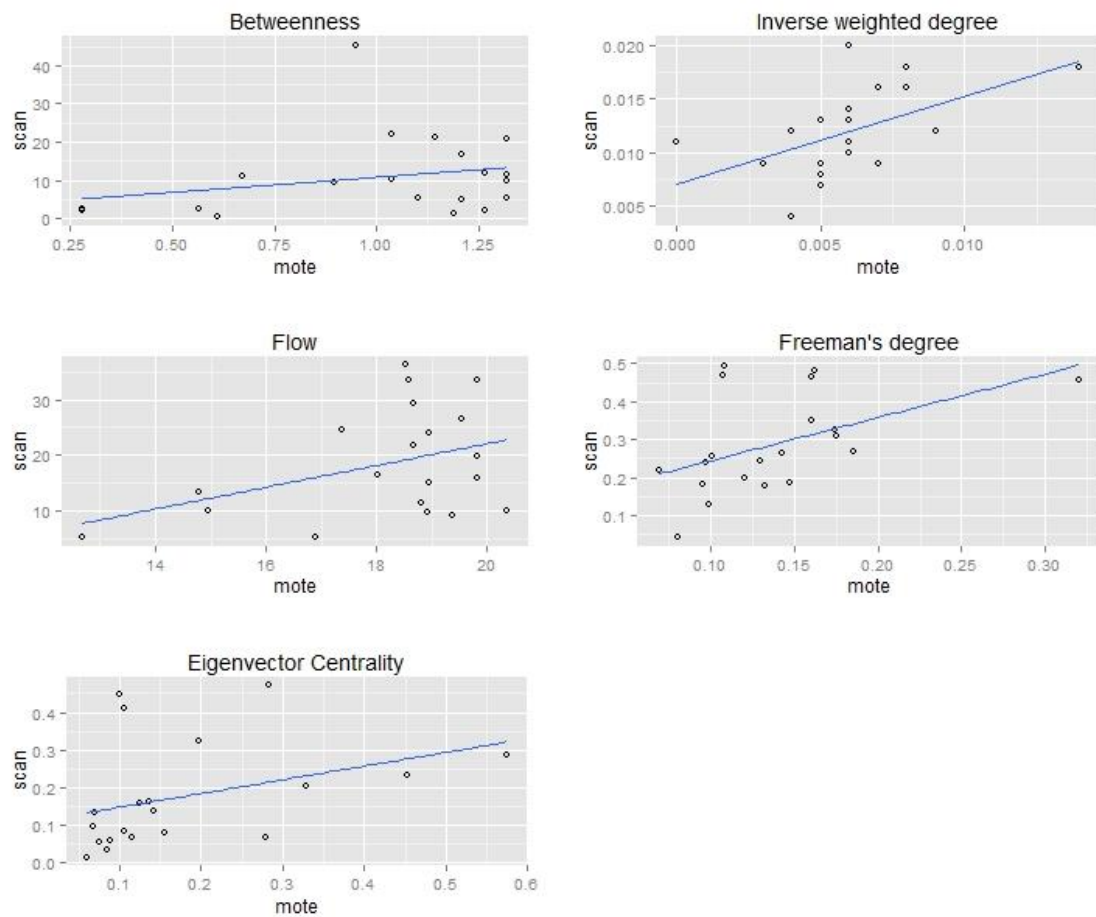 Betweenness
scan
40
30
20
10
0
0.25 0.50 0.75 1.00 1.25
mote
Inverse weighted degree
scan
0.020
0.015
0.010
0.005
0.000 0.005 0.010
mote
Flow
scan
30
20
10
14 16 18 20
mote
Freeman's degree
scan
0.5
0.4
0.3
0.2
0.1
0.10 0.15 0.20 0.25 0.30
mote
Eigenvector Centrality
scan
0.4
0.3
0.2
0.1
0.0
0.1 0.2 0.3 0.4 0.5 0.6
mote